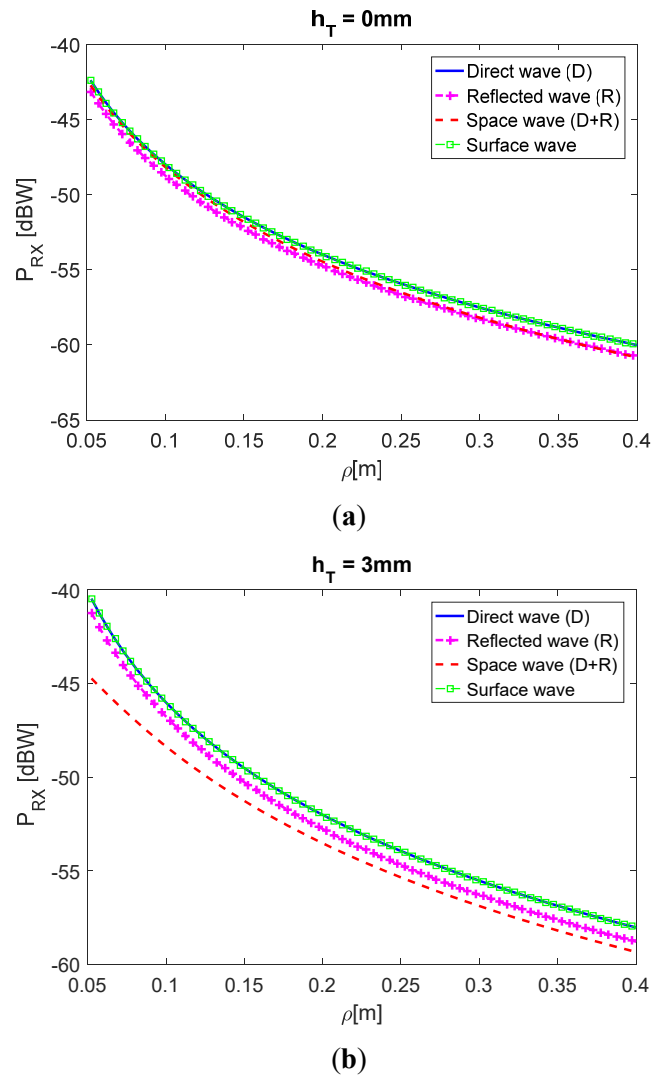 h_T = 0mm
-40
-45
-50
-55
-60
-65
P_RX [dBW]
Direct wave (D)
Reflected wave (R)
Space wave (D+R)
Surface wave
0.05 0.1 0.15 0.2 0.25 0.3 0.35 0.4
ρ[m]
(a)
h_T = 3mm
-40
-45
-50
-55
-60
P_RX [dBW]
Direct wave (D)
Reflected wave (R)
Space wave (D+R)
Surface wave
0.05 0.1 0.15 0.2 0.25 0.3 0.35 0.4
ρ[m]
(b)